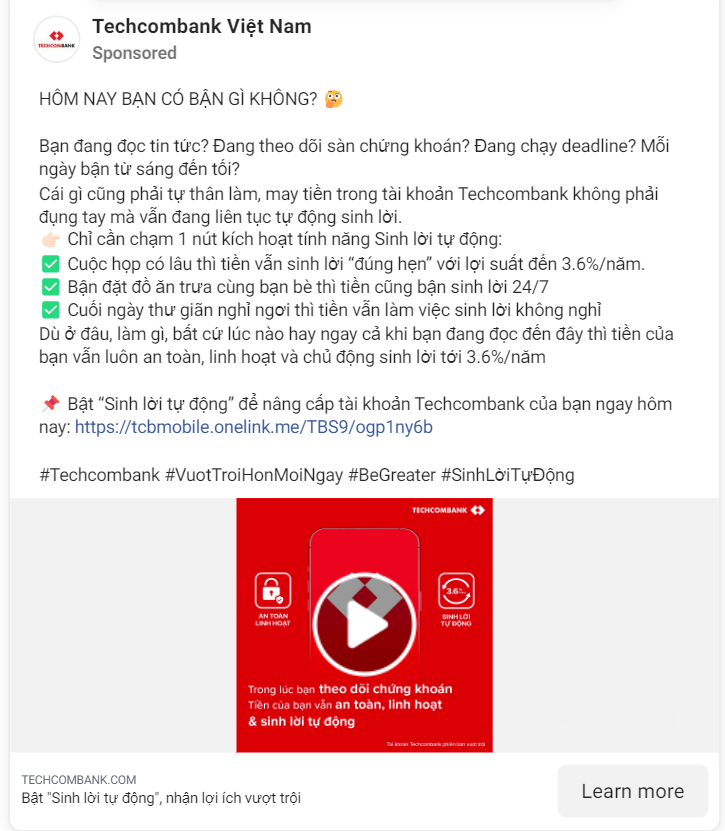 TECHCOMBANK
Techcombank Việt Nam
Sponsored
HÔM NAY BẠN CÓ BẬN GÌ KHÔNG? 🤔
Bạn đang đọc tin tức? Đang theo dõi sàn chứng khoán? Đang chạy deadline? Mỗi
ngày bận từ sáng đến tối?
Cái gì cũng phải tự thân làm, may tiền trong tài khoản Techcombank không phải
đụng tay mà vẫn đang liên tục tự động sinh lời.
👉🏻 Chỉ cần chạm 1 nút kích hoạt tính năng Sinh lời tự động:
✅ Cuộc họp có lâu thì tiền vẫn sinh lời “đúng hẹn” với lợi suất đến 3.6%/năm.
✅ Bận đặt đồ ăn trưa cùng bạn bè thì tiền cũng bận sinh lời 24/7
✅ Cuối ngày thư giãn nghỉ ngơi thì tiền vẫn làm việc sinh lời không nghỉ
Dù ở đâu, làm gì, bất cứ lúc nào hay ngay cả khi bạn đang đọc đến đây thì tiền của
bạn vẫn luôn an toàn, linh hoạt và chủ động sinh lời tới 3.6%/năm
📌 Bật “Sinh lời tự động” để nâng cấp tài khoản Techcombank của bạn ngay hôm
nay: https://tcbmobile.onelink.me/TBS9/ogp1ny6b
#Techcombank #VuotTroiHonMoiNgay #BeGreater #SinhLờiTựĐộng
TECHCOMBANK
3.6%
AN TOÀN
LINH HOẠT
SINH LỜI
TỰ ĐỘNG
Trong lúc bạn theo dõi chứng khoán
Tiền của bạn vẫn an toàn, linh hoạt
& sinh lời tự động
Tài khoản Techcombank phiên bản vượt trội
TECHCOMBANK.COM
Bật "Sinh lời tự động", nhận lợi ích vượt trội
Learn more